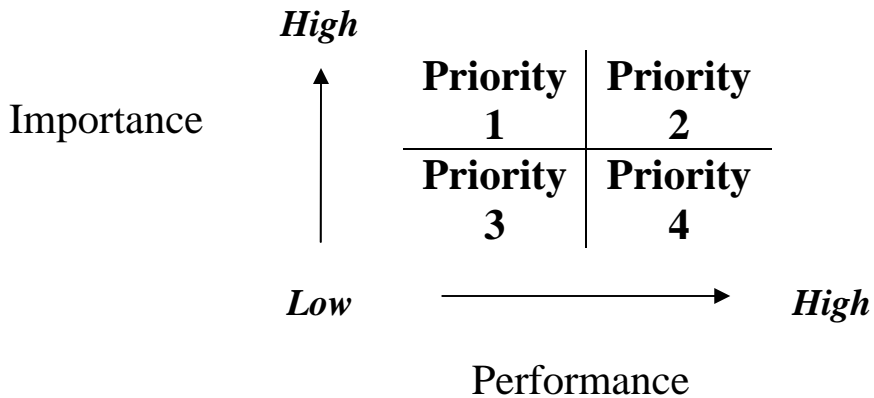 High
Priority Priority
Importance
1 2
Priority Priority
3 4
Low High
Performance